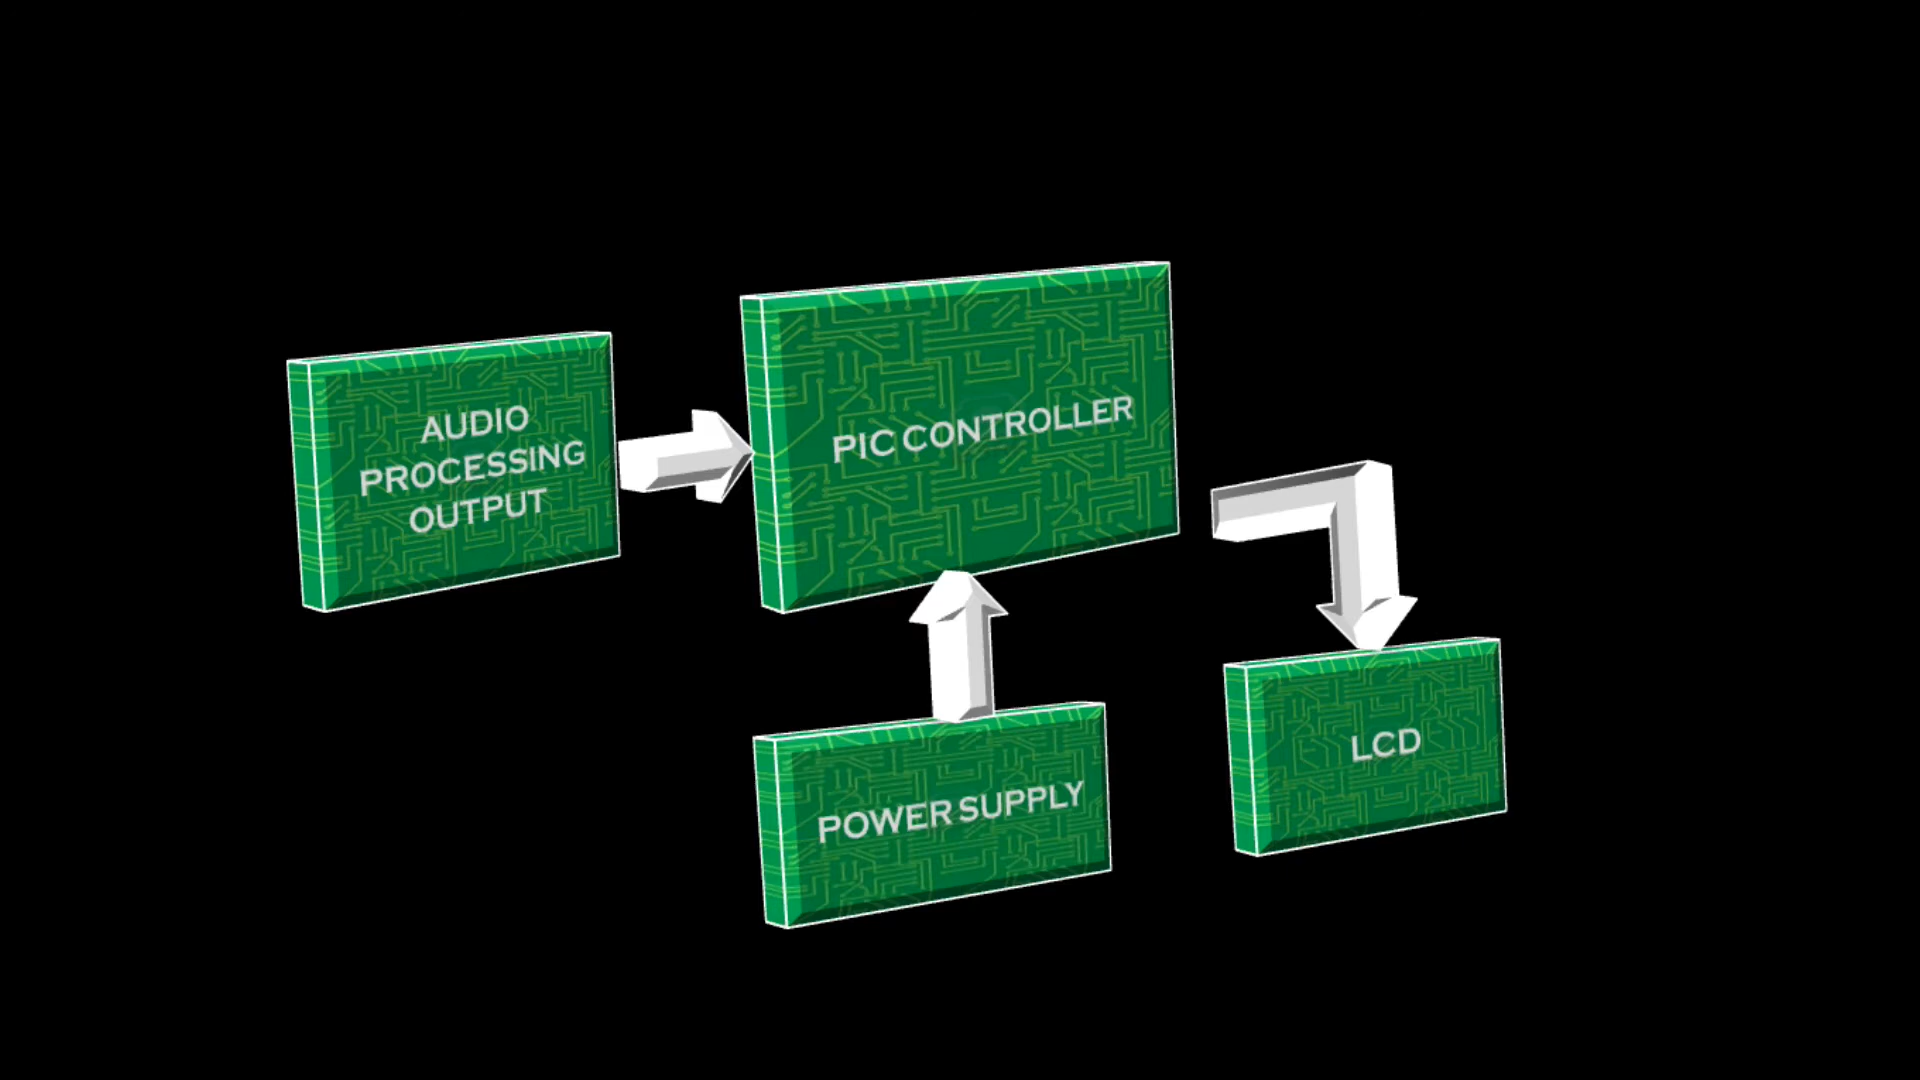 AUDIO
PROCESSING
OUTPUT
PIC CONTROLLER
POWER SUPPLY
LCD